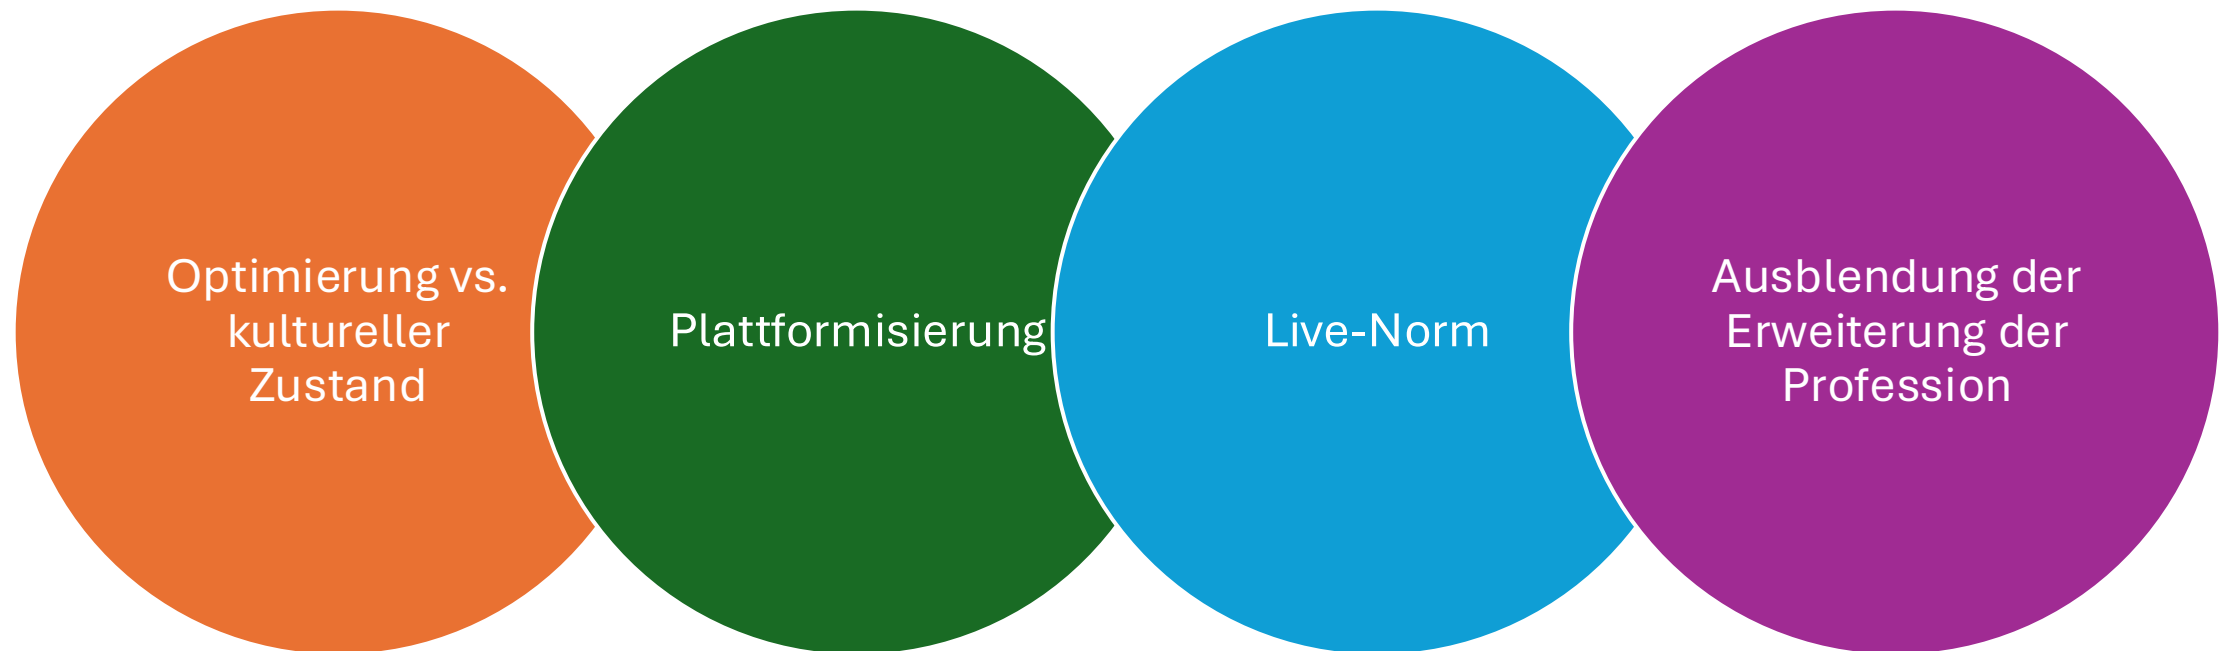 Optimierung vs.
kultureller
Zustand
Plattformisierung
Live-Norm
Ausblendung der
Erweiterung der
Profession